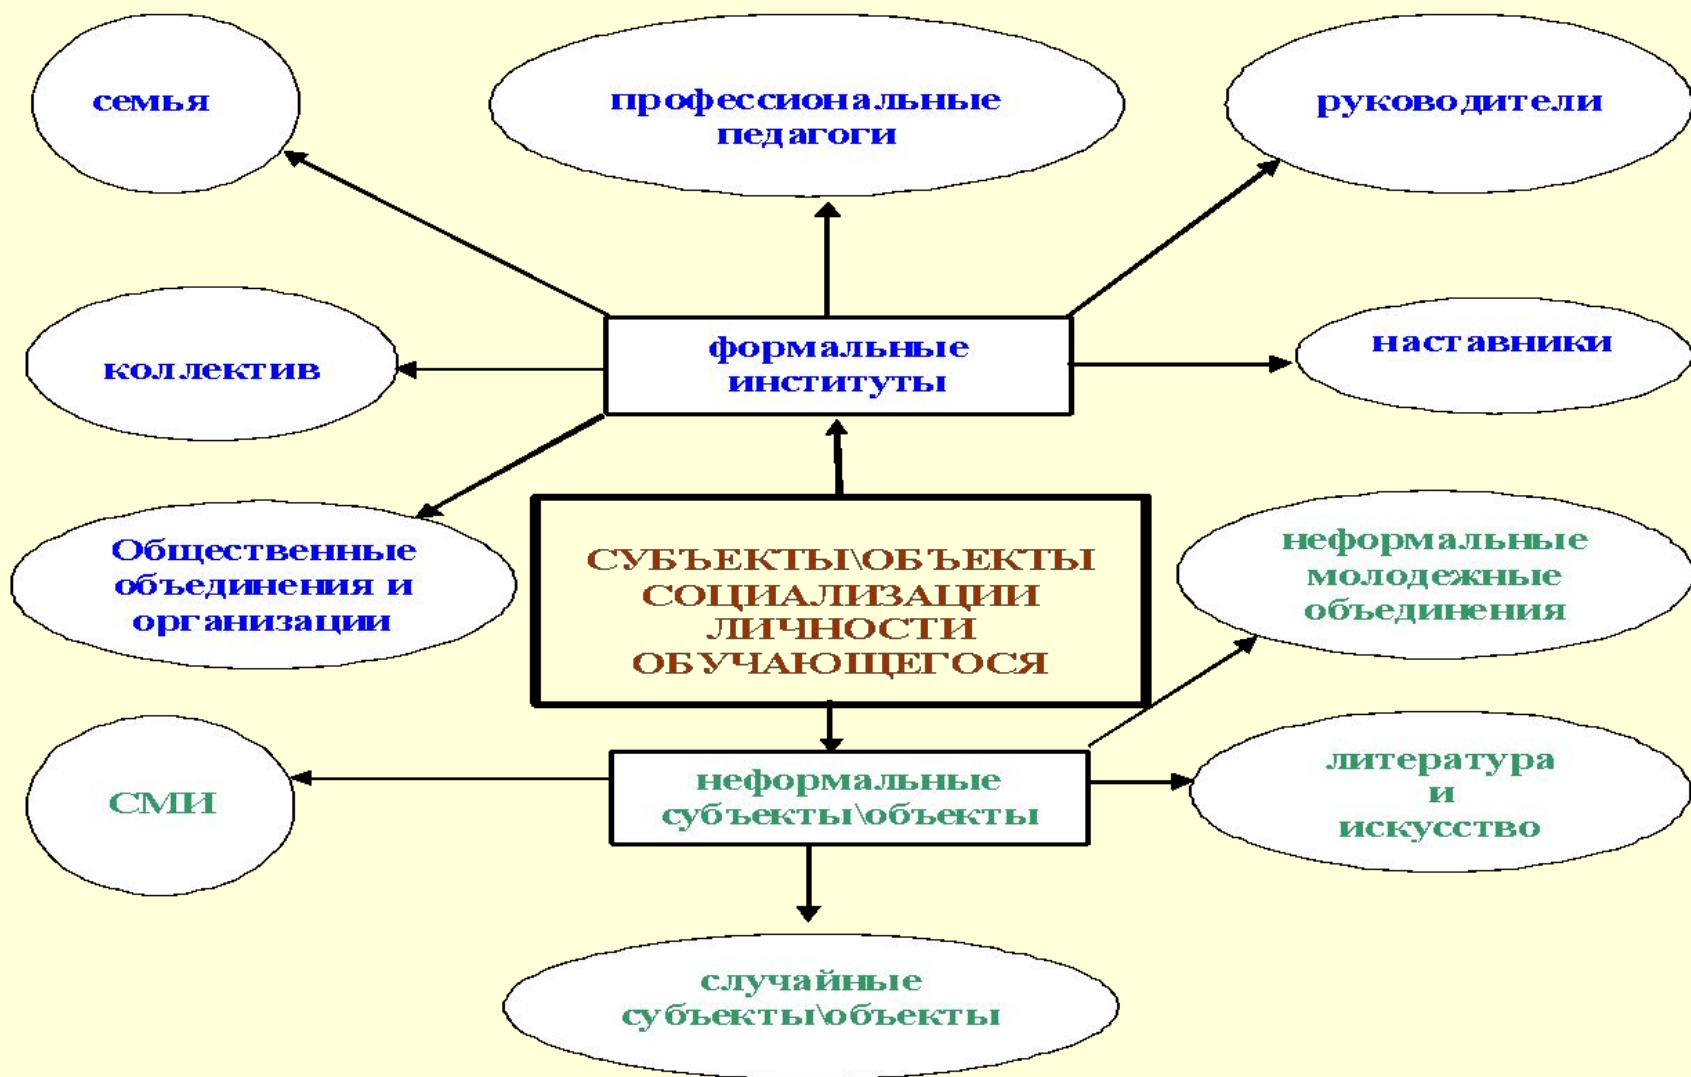 семья
профессиональные
педагоги
руководители
коллектив
формальные
институты
наставники
Общественные
объединения и
организации
СУБЪЕКТЫ\ОБЪЕКТЫ
СОЦИАЛИЗАЦИИ
ЛИЧНОСТИ
ОБУЧАЮЩЕГОСЯ
неформальные
молодежные
объединения
СМИ
неформальные
субъекты\объекты
литература
и
искусство
случайные
субъекты\объекты